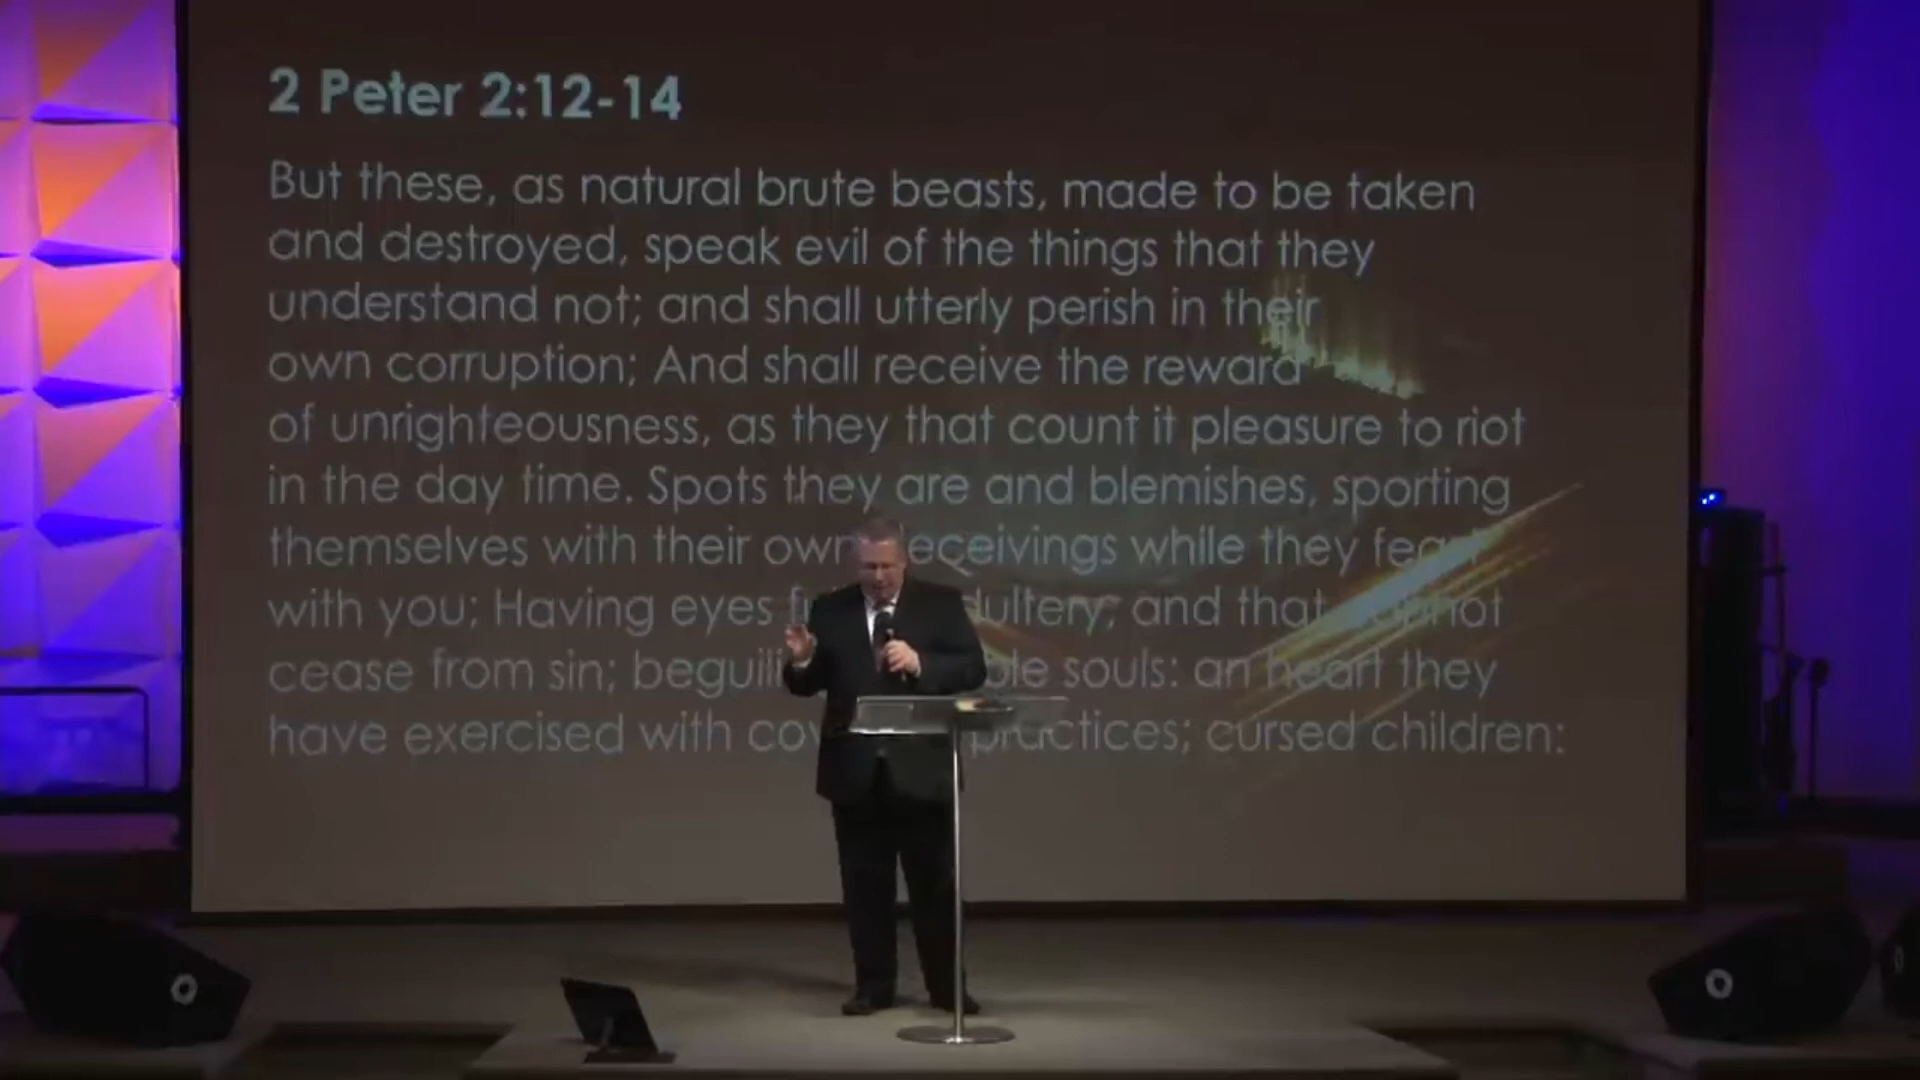 2 Peter 2:12-14
But these, as natural brute beasts, made to be taken
and destroyed, speak evil of the things that they
understand not; and shall utterly perish in their
own corruption; And shall receive the reward
of unrighteousness, as they that count it pleasure to riot
in the day time. Spots they are and blemishes, sporting
themselves with their own eceivings while they feast
with you; Having eyes dultery, and that cannot
cease from sin; beguili souls: an heart they
have exercised with practices; cursed children: